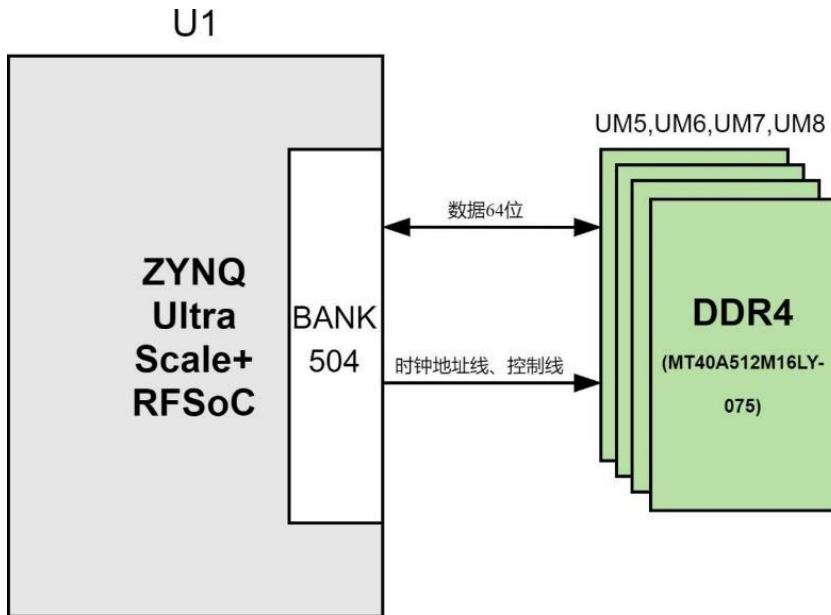 U1
UM5,UM6,UM7,UM8
数据64位
ZYNQ
Ultra
Scale+
RFSoC
BANK
504
时钟地址线、控制线
DDR4
(MT40A512M16LY-
075)